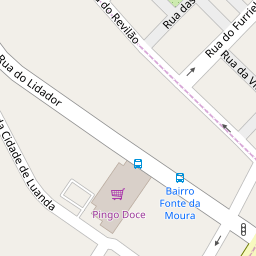 do Revilão
Rua das
Rua do Furriel
Rua da Vi
Rua do Lidador
da Cidade de Luanda
Pingo Doce
Bairro
Fonte da
Moura